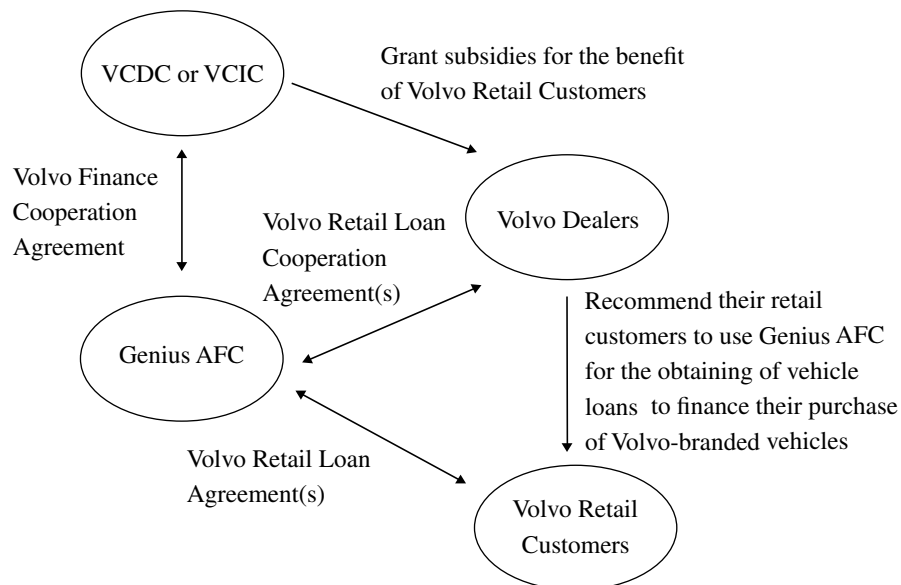 VCDC or VCIC
Grant subsidies for the benefit
of Volvo Retail Customers
Volvo Finance
Cooperation
Agreement
Volvo Dealers
Volvo Retail Loan
Cooperation
Agreement(s)
Genius AFC
Recommend their retail
customers to use Genius AFC
for the obtaining of vehicle
loans to finance their purchase
of Volvo-branded vehicles
Volvo Retail Loan
Agreement(s)
Volvo Retail
Customers